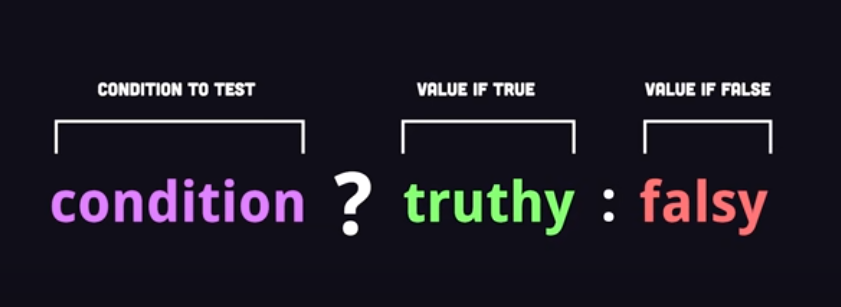 CONDITION TO TEST VALUE IF TRUE VALUE IF FALSE
condition ? truthy : falsy